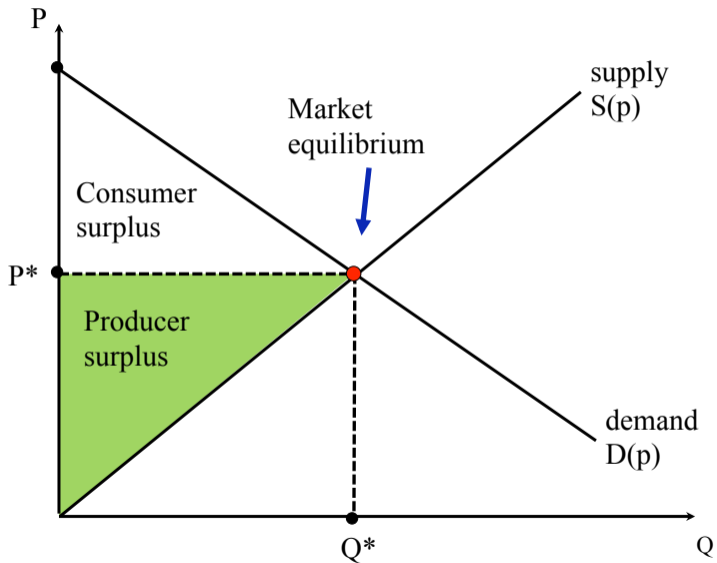 P
supply
S(p)
Market
equilibrium
Consumer
surplus
P*
Producer
surplus
demand
D(p)
Q*
Q